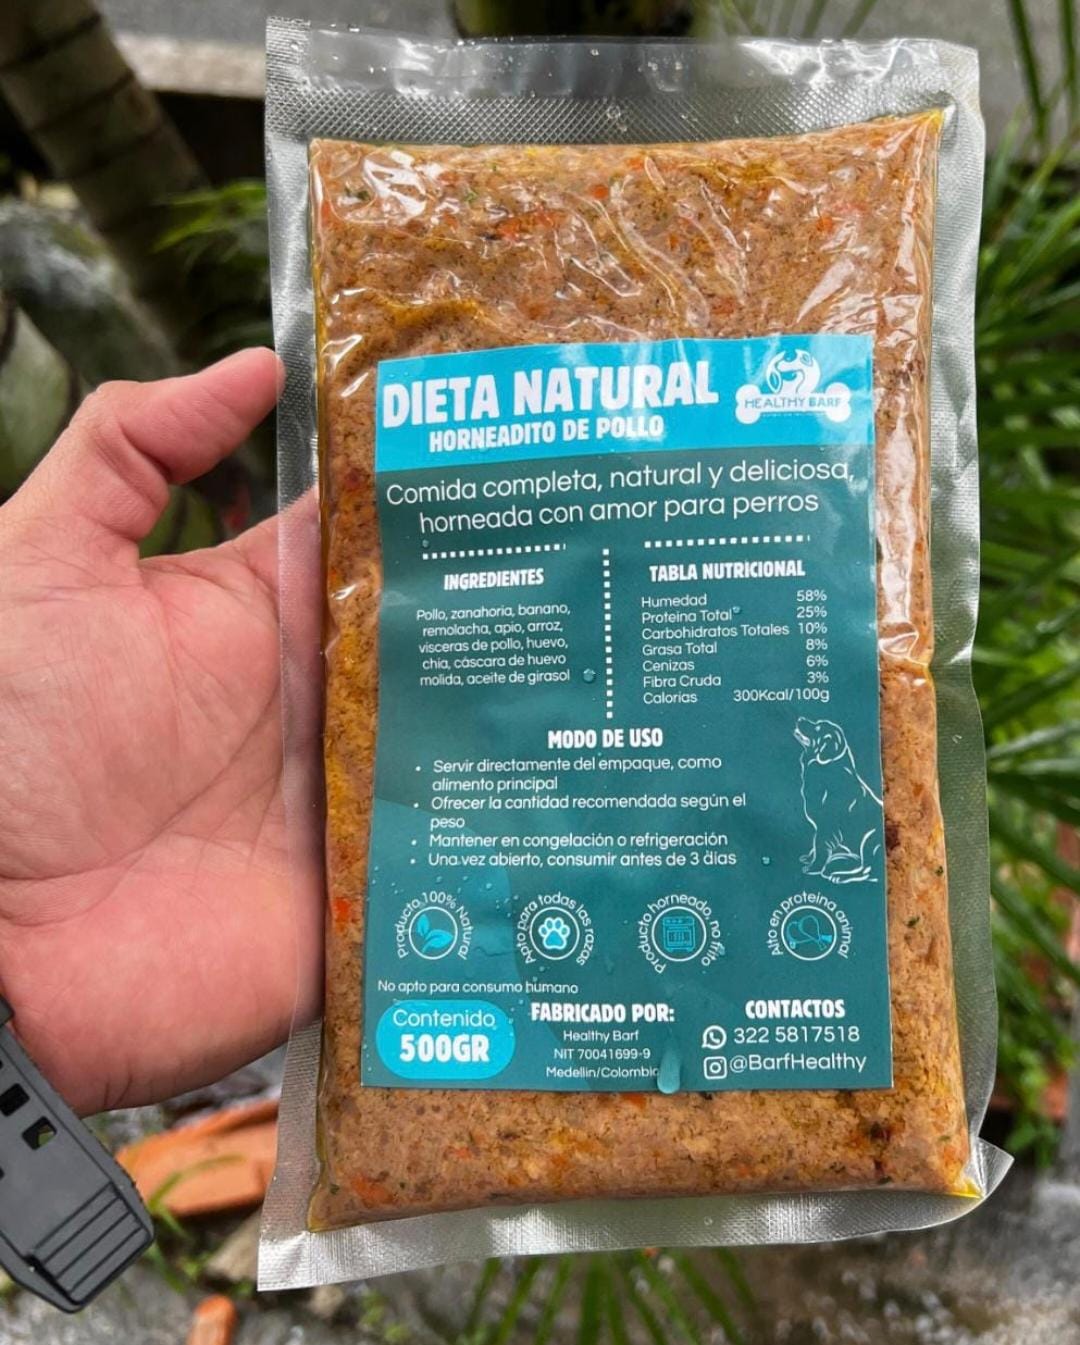 DIETA NATURAL
HORNEADITO DE POLLO
HEALTHY BARF
Comida completa, natural y deliciosa,
horneada con amor para perros
INGREDIENTES
Pollo, zanahoria, banano,
remolacha, apio, arroz,
visceras de pollo, huevo,
chia, cáscara de huevo
molida, aceite de girasol
TABLA NUTRICIONAL
Humedad 58%
Proteina Total 25%
Carbohidratos Totales 10%
Grasa Total 8%
Cenizas 6%
Fibra Cruda 3%
Calorias 300Kcal/100g
MODO DE USO
• Servir directamente del empaque, como
alimento principal
• Ofrecer la cantidad recomendada según el
peso
• Mantener en congelación o refrigeración
• Una vez abierto, consumir antes de 3 días
Producto 100% Natural
Apto para todas las razas
Producto horneado, no frito
Alto en proteina animal
No apto para consumo humano
Contenido
500GR
FABRICADO POR:
Healthy Barf
NIT 70041699-9
Medellin/Colombia
CONTACTOS
322 5817518
@BarfHealthy